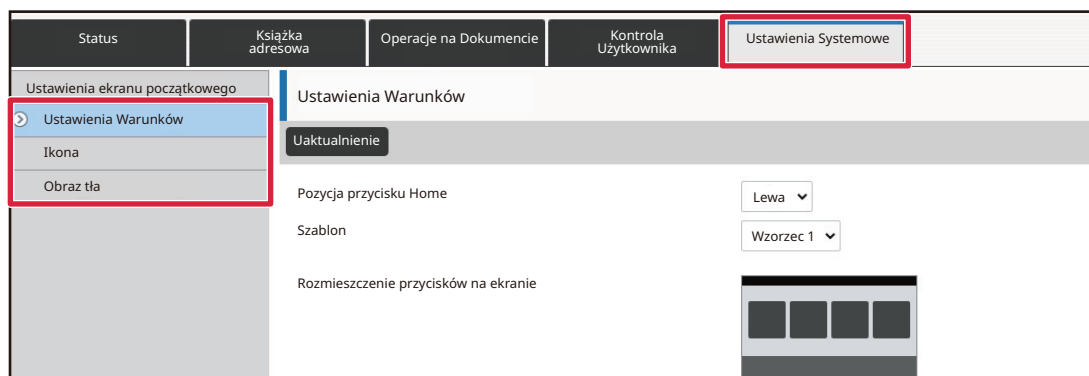 Status
Książka
adresowa
Operacje na Dokumencie
Kontrola
Użytkownika
Ustawienia Systemowe
Ustawienia ekranu początkowego
Ustawienia Warunków
Ikona
Obraz tła
Ustawienia Warunków
Uaktualnienie
Pozycja przycisku Home
Lewa
Szablon
Wzorzec 1
Rozmieszczenie przycisków na ekranie